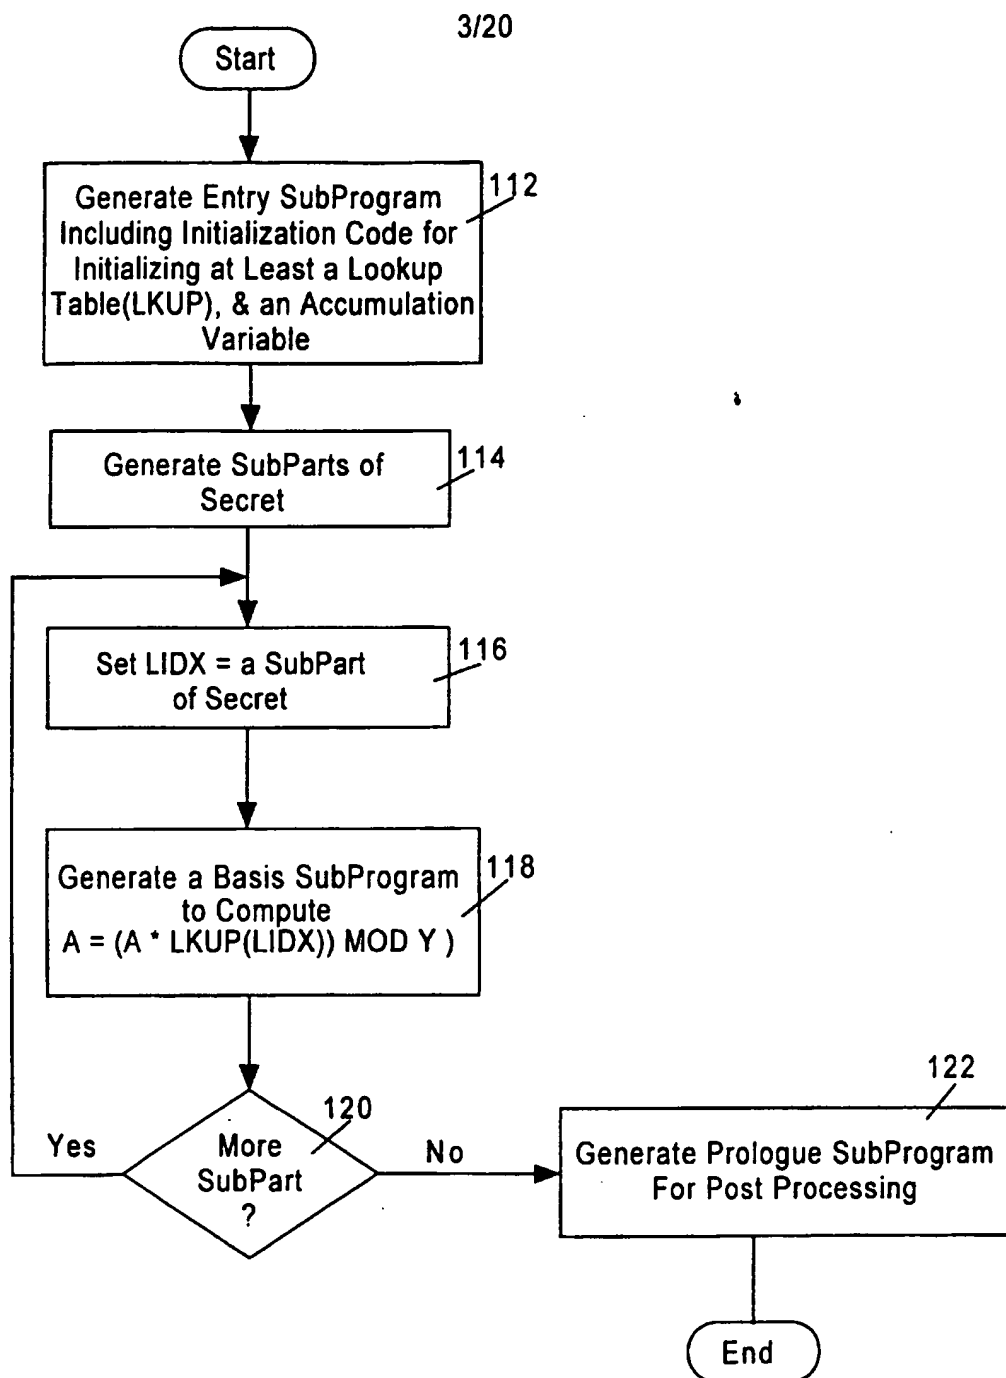 3/20
Start
112
Generate Entry SubProgram
Including Initialization Code for
Initializing at Least a Lookup
Table(LKUP), & an Accumulation
Variable
114
Generate SubParts of
Secret
116
Set LIDX = a SubPart
of Secret
118
Generate a Basis SubProgram
to Compute
A = (A * LKUP(LIDX)) MOD Y )
120
Yes
More
SubPart
?
No
122
Generate Prologue SubProgram
For Post Processing
End